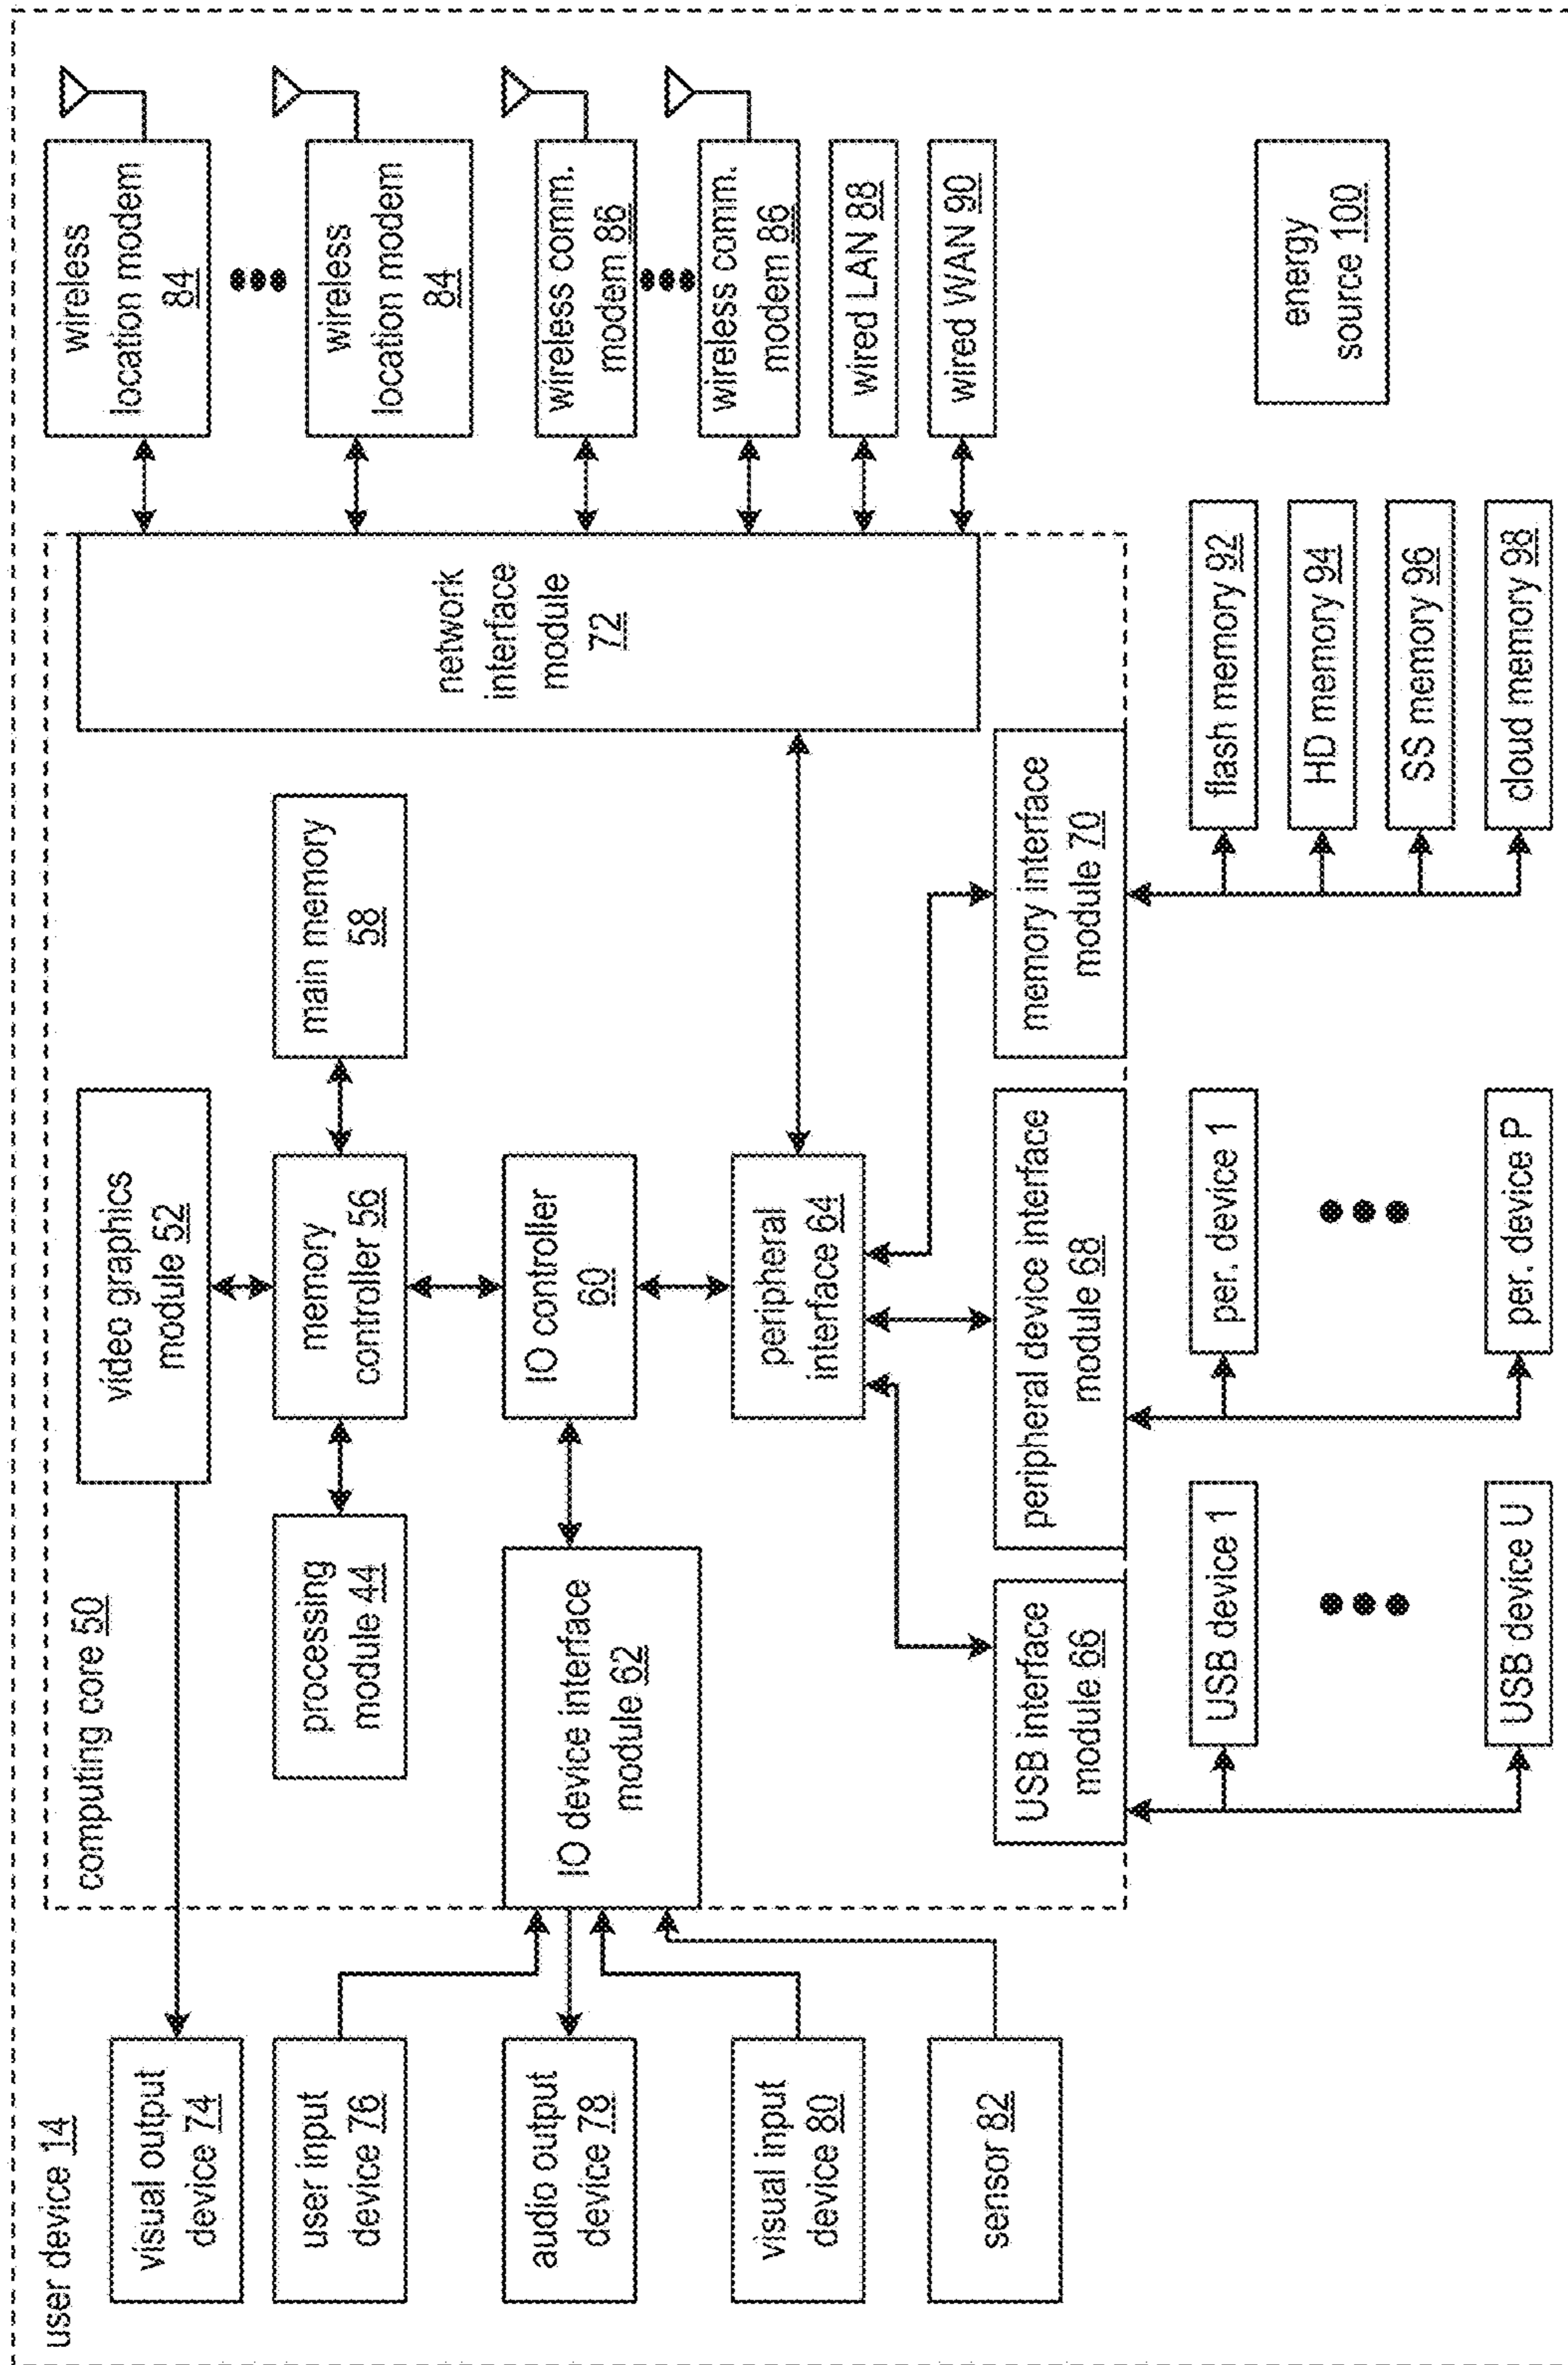 user device 14
visual output
device 74
user input
device 76
audio output
device 78
visual input
device 80
sensor 82
computing core 50
video graphics
module 52
processing
module 44
memory
controller 56
main memory
58
IO device interface
module 62
IO controller
60
peripheral
interface 64
USB interface
module 66
peripheral device interface
module 68
memory interface
module 70
network
interface
module
72
wireless
location modem
84
wireless
location modem
84
wireless comm.
modem 86
wireless comm.
modem 86
wired LAN 88
wired WAN 90
USB device 1
USB device U
per. device 1
per. device P
flash memory 92
HD memory 94
SS memory 96
cloud memory 98
energy
source 100